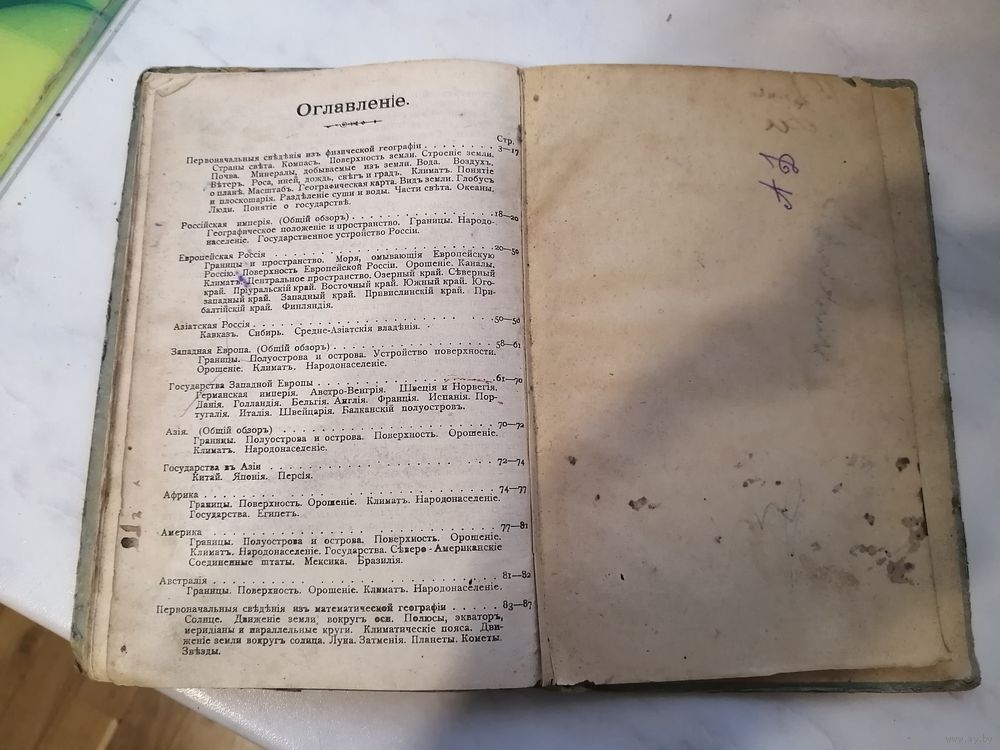 Оглавленіе.
Стр.
Первоначальныя свѣдѣнія изъ физической географіи . . . . . . . . 3—17
Страны свѣта. Компасъ. Поверхность земли. Строеніе земли.
Почва. Минералы, добываемые изъ земли. Вода. Воздухъ.
Вѣтеръ. Роса, иней, дождь, снѣгъ и градъ. Климатъ. Понятіе
о планѣ. Масштабъ. Географическая карта. Видъ земли. Глобусъ
и плоскошарія. Раздѣленіе суши и воды. Части свѣта. Океаны.
Люди. Понятіе о государствѣ.
Россійская имперія. (Общій обзоръ) . . . . . . . . 18—20
Географическое положеніе и пространство. Границы. Народо-
населеніе. Государственное устройство Россіи.
Европейская Россія . . . . . . . . 20—50
Границы и пространство. Моря, омывающія Европейскую
Россію. Поверхность Европейской Россіи. Орошеніе. Каналы.
Климатъ. Центральное пространство. Озерный край. Сѣверный
край. Пріуральскій край. Восточный край. Южный край. Юго-
западный край. Западный край. Привислинскій край. При-
балтійскій край. Финляндія.
Азіатская Россія . . . . . . . . 50—58
Кавказъ. Сибирь. Средне-Азіатскія владѣнія.
Западная Европа. (Общій обзоръ) . . . . . . . . 58—61
Границы. Полуострова и острова. Устройство поверхности.
Орошеніе. Климатъ. Народонаселеніе.
Государства Западной Европы . . . . . . . . 61—70
Германская имперія. Австро-Венгрія. Швеція и Норвегія.
Данія. Голландія. Бельгія. Англія. Франція. Испанія. Пор-
тугалія. Италія. Швейцарія. Балканскій полуостровъ.
Азія. (Общій обзоръ) . . . . . . . . 70—72
Границы. Полуострова и острова. Поверхность. Орошеніе.
Климатъ. Народонаселеніе.
Государства въ Азіи . . . . . . . . 72—74
Китай. Японія. Персія.
Африка . . . . . . . . 74—77
Границы. Поверхность. Орошеніе. Климатъ. Народонаселеніе.
Государства. Египетъ.
Америка . . . . . . . . 77—81
Границы. Полуострова и острова. Поверхность. Орошеніе.
Климатъ. Народонаселеніе. Государства. Сѣверо-Американскіе
Соединенные штаты. Мексика. Бразилія.
Австралія . . . . . . . . 81—82
Границы. Поверхность. Орошеніе. Климатъ. Народонаселеніе.
Первоначальныя свѣдѣнія изъ математической географіи . . . . . 83—87
Солнце. Движеніе земли вокругъ оси. Полюсы, экваторъ,
меридіаны и параллельные круги. Климатическіе пояса. Дви-
женіе земли вокругъ солнца. Луна. Затменія. Планеты. Кометы.
Звѣзды.
www.ay.by